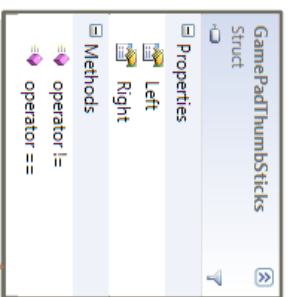 GamePadThumbSticks
Struct
Properties
Left
Right
Methods
operator !=
operator ==